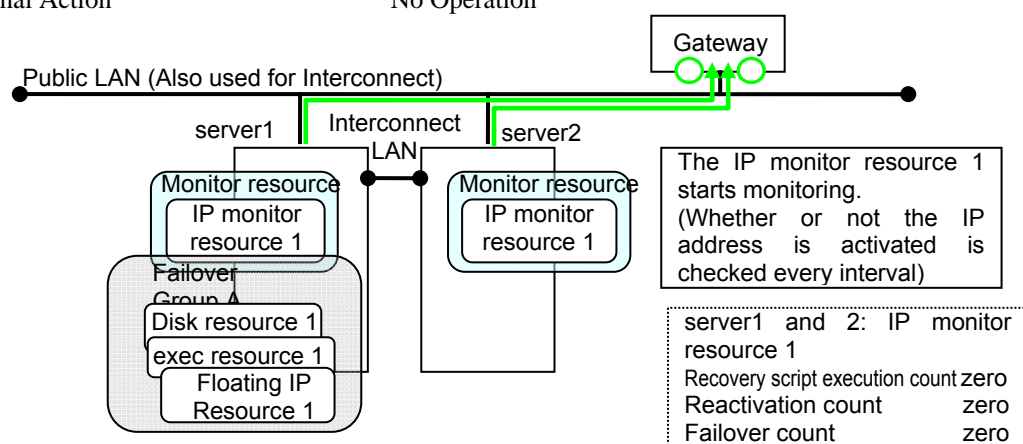 nal Action No Operation
Gateway
Public LAN (Also used for Interconnect)
server1
Interconnect
LAN
server2
Monitor resource
IP monitor
resource 1
Monitor resource
IP monitor
resource 1
The IP monitor resource 1
starts monitoring.
(Whether or not the IP
address is activated is
checked every interval)
Failover
Group A
Disk resource 1
exec resource 1
Floating IP
Resource 1
server1 and 2: IP monitor
resource 1
Recovery script execution count zero
Reactivation count zero
Failover count zero